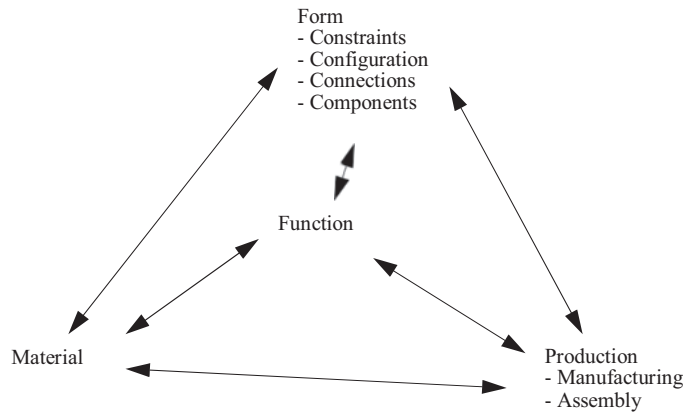 Form
- Constraints
- Configuration
- Connections
- Components
Function
Material
Production
- Manufacturing
- Assembly